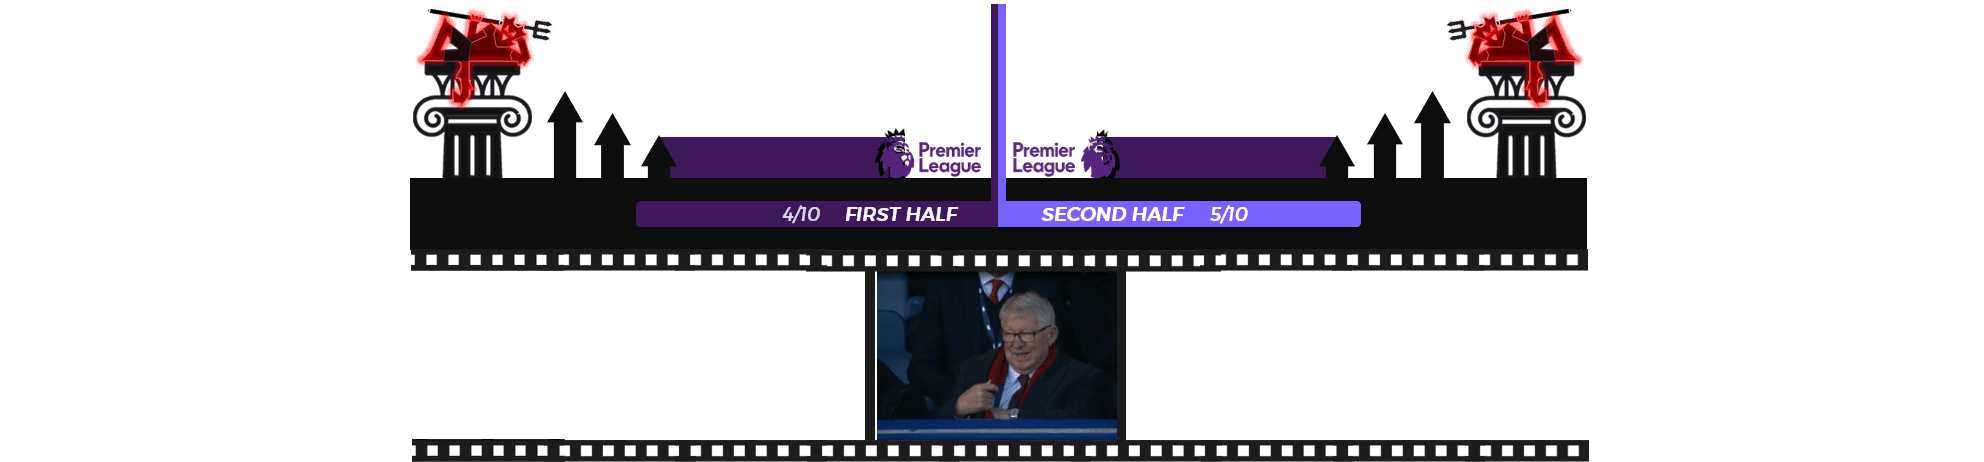 Premier
League
Premier
League
4/10 FIRST HALF
SECOND HALF 5/10